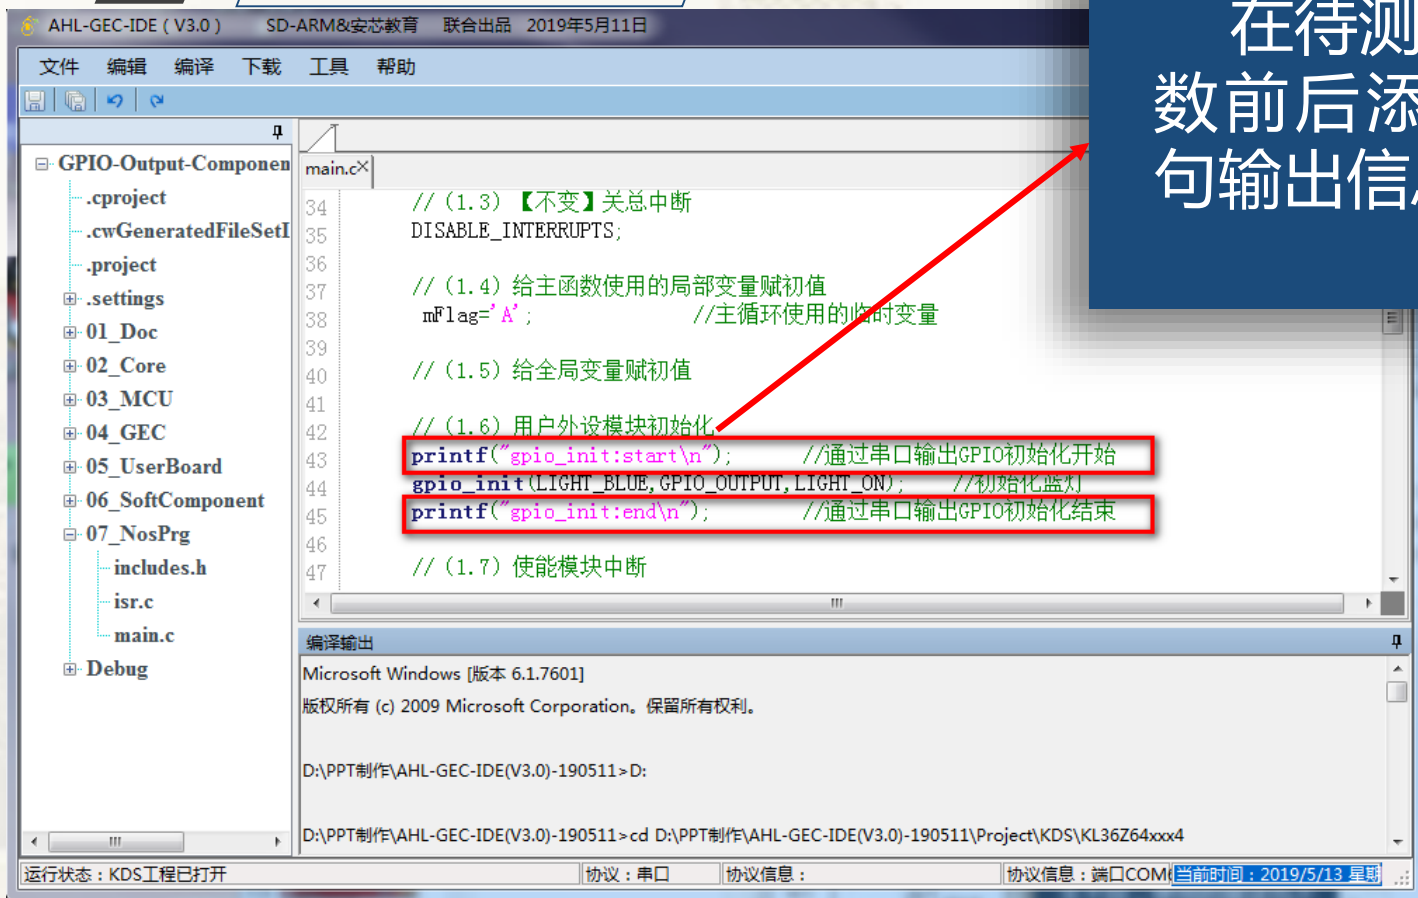 AHL-GEC-IDE ( V3.0 ) SD-ARM&安芯教育 联合出品 2019年5月11日
在待测
数前后添
句输出信息
文件 编辑 编译 下载 工具 帮助
GPIO-Output-Componen
.cproject
.cwGeneratedFileSetI
.project
.settings
01_Doc
02_Core
03_MCU
04_GEC
05_UserBoard
06_SoftComponent
07_NosPrg
includes.h
isr.c
main.c
Debug
main.c
34 // (1.3) 【不变】关总中断
35 DISABLE_INTERRUPTS;
36
37 // (1.4) 给主函数使用的局部变量赋初值
38 mFlag='A'; //主循环使用的临时变量
39
40 // (1.5) 给全局变量赋初值
41
42 // (1.6) 用户外设模块初始化
43 printf("gpio_init:start\n"); //通过串口输出GPIO初始化开始
44 gpio_init(LIGHT_BLUE,GPIO_OUTPUT,LIGHT_ON); //初始化蓝灯
45 printf("gpio_init:end\n"); //通过串口输出GPIO初始化结束
46
47 // (1.7) 使能模块中断
编译输出
Microsoft Windows [版本 6.1.7601]
版权所有 (c) 2009 Microsoft Corporation。保留所有权利。
D:\PPT制作\AHL-GEC-IDE(V3.0)-190511>D:
D:\PPT制作\AHL-GEC-IDE(V3.0)-190511>cd D:\PPT制作\AHL-GEC-IDE(V3.0)-190511\Project\KDS\KL36Z64xxx4
运行状态：KDS工程已打开 协议：串口 协议信息： 协议信息：端口COM 当前时间：2019/5/13 星期